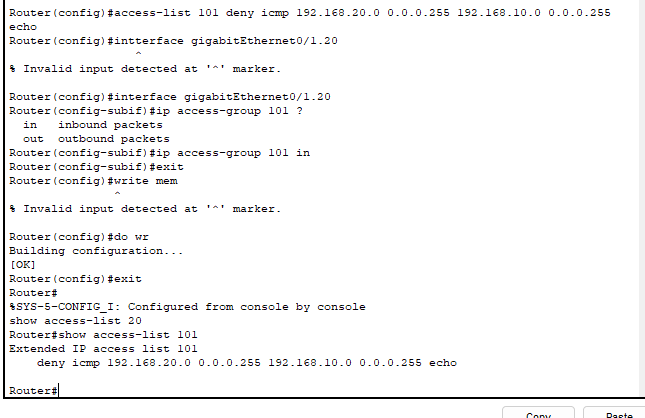 Router(config)#access-list 101 deny icmp 192.168.20.0 0.0.0.255 192.168.10.0 0.0.0.255
echo
Router(config)#intterface gigabitEthernet0/1.20
^
% Invalid input detected at '^' marker.
Router(config)#interface gigabitEthernet0/1.20
Router(config-subif)#ip access-group 101 ?
in inbound packets
out outbound packets
Router(config-subif)#ip access-group 101 in
Router(config-subif)#exit
Router(config)#write mem
^
% Invalid input detected at '^' marker.
Router(config)#do wr
Building configuration...
[OK]
Router(config)#exit
Router#
%SYS-5-CONFIG_I: Configured from console by console
show access-list 20
Router#show access-list 101
Extended IP access list 101
deny icmp 192.168.20.0 0.0.0.255 192.168.10.0 0.0.0.255 echo
Router#
Copy Paste